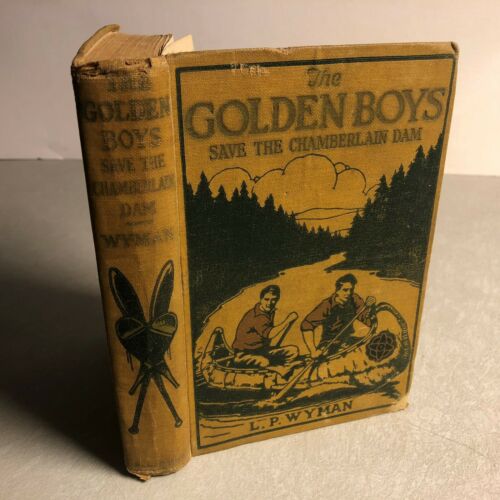 THE
GOLDEN
BOYS
SAVE THE
CHAMBERLAIN
DAM
WYMAN
The
GOLDEN BOYS
SAVE THE CHAMBERLAIN DAM
L. P. WYMAN